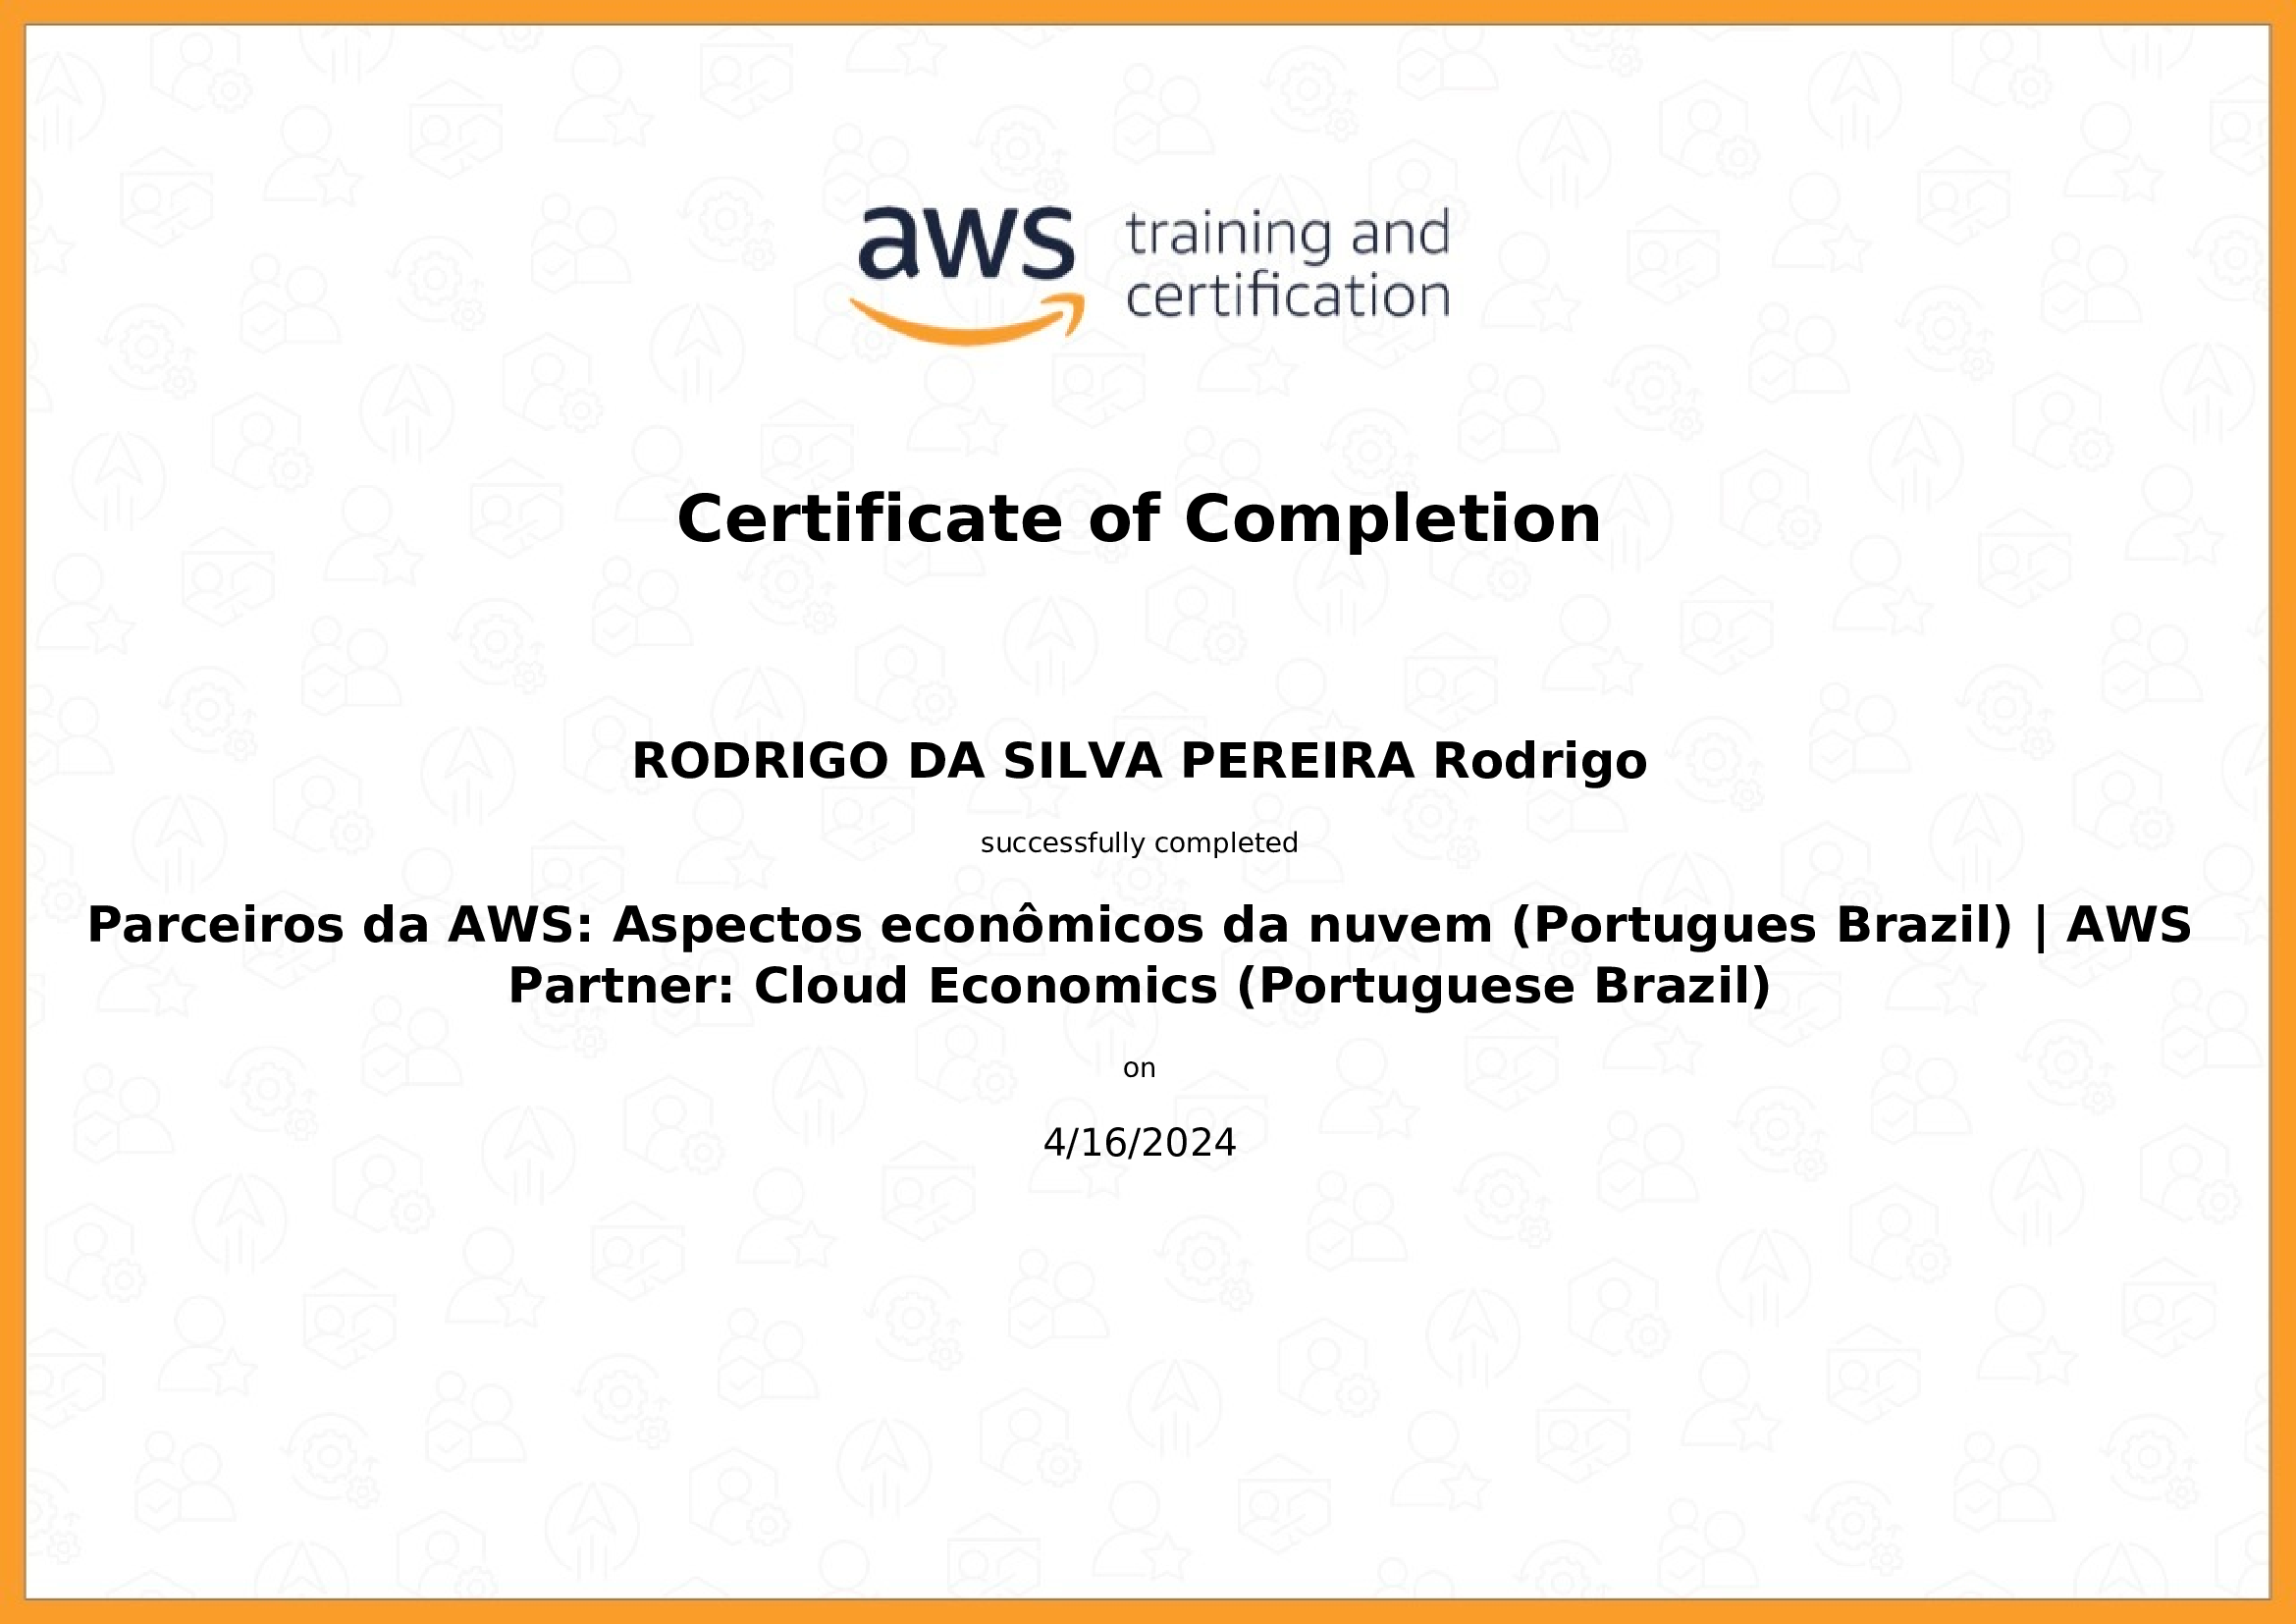 aws training and
certification
Certificate of Completion
RODRIGO DA SILVA PEREIRA Rodrigo
successfully completed
Parceiros da AWS: Aspectos econômicos da nuvem (Portugues Brazil) | AWS
Partner: Cloud Economics (Portuguese Brazil)
on
4/16/2024